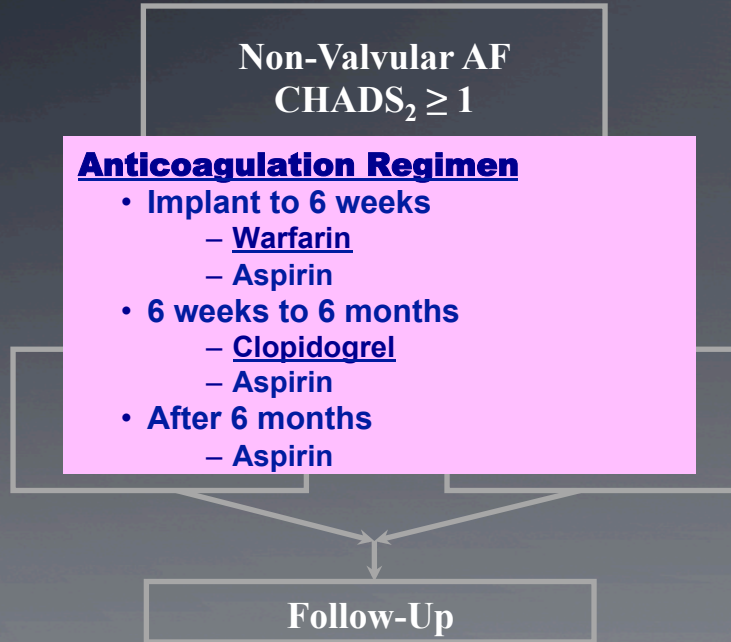 Non-Valvular AF
CHADS₂ ≥ 1
Anticoagulation Regimen
• Implant to 6 weeks
– Warfarin
– Aspirin
• 6 weeks to 6 months
– Clopidogrel
– Aspirin
• After 6 months
– Aspirin
Follow-Up